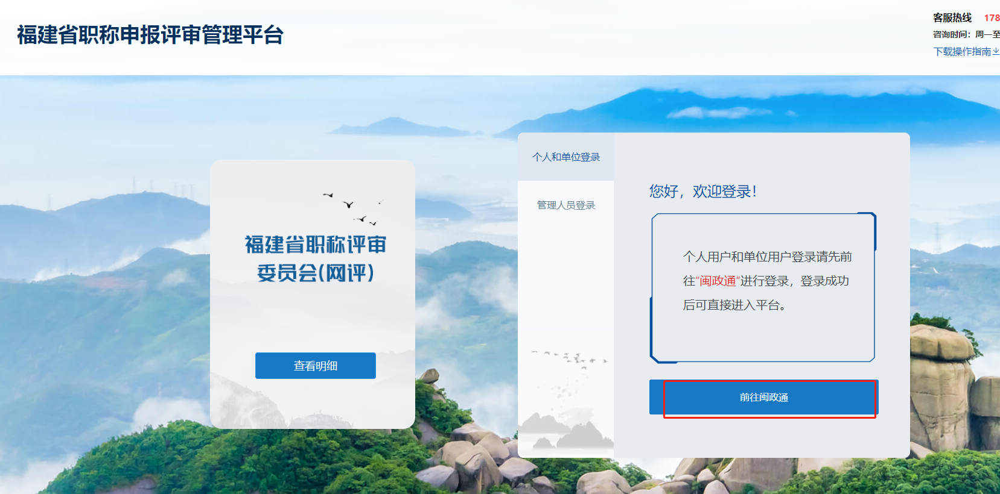 福建省职称申报评审管理平台
客服热线 178
咨询时间：周一至
下载操作指南
个人和单位登录
管理人员登录
福建省职称评审
委员会(网评)
查看明细
您好，欢迎登录！
个人用户和单位用户登录请先前
往“闽政通”进行登录，登录成功
后可直接进入平台。
前往闽政通